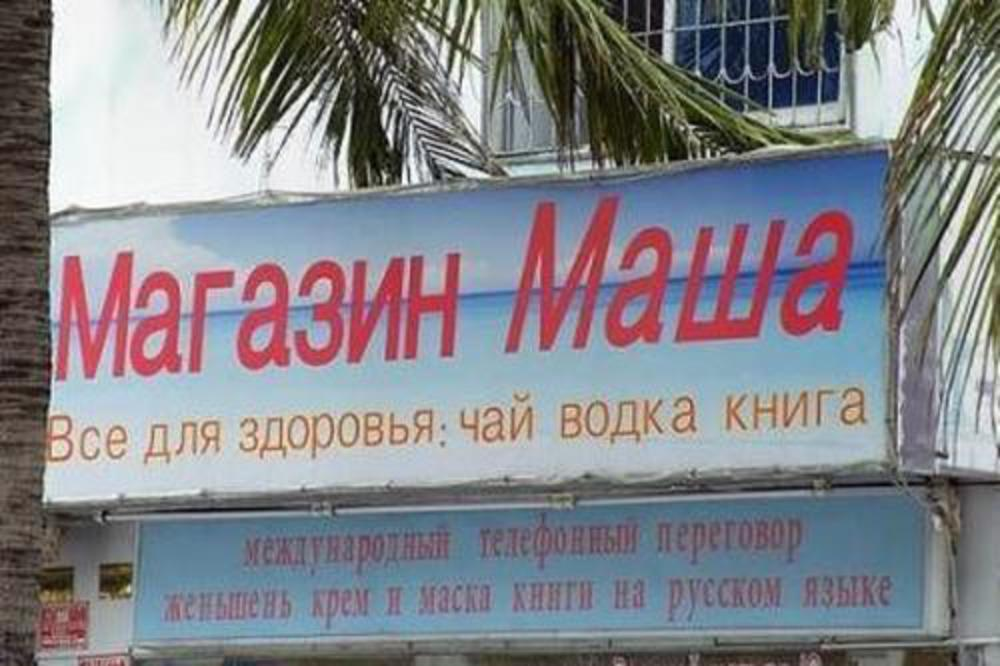 Магазин Маша
Все для здоровья: чай водка книга
международный телефонный переговор
женьшень крем и маска книги на русском языке